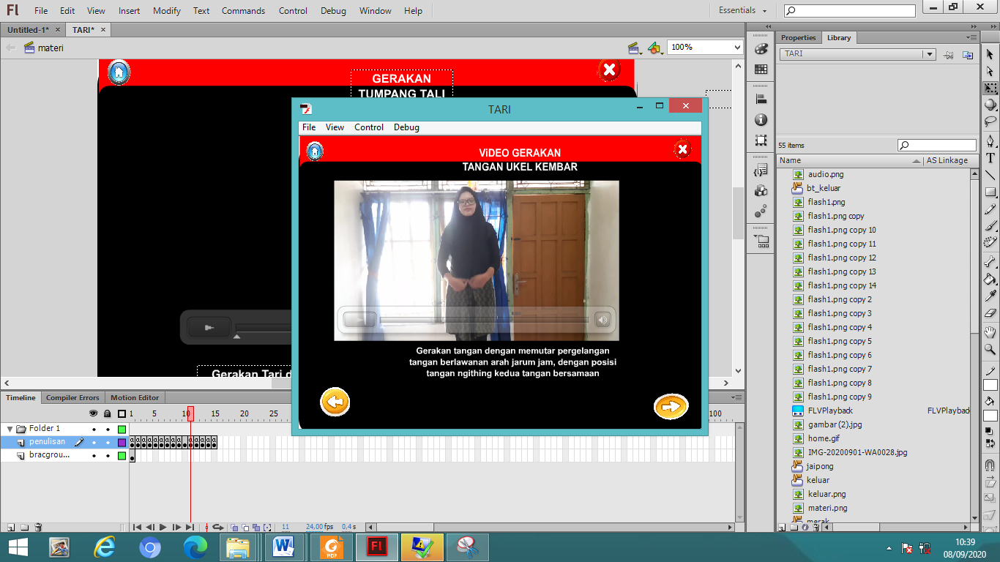 Fl File Edit View Insert Modify Text Commands Control Debug Window Help Essentials
Untitled-1* × TARI* ×
materi 100%
GERAKAN
TUMPANG TALI
Gerakan Tari d
TARI
File View Control Debug
ViDEO GERAKAN
TANGAN UKEL KEMBAR
Gerakan tangan dengan memutar pergelangan
tangan berlawanan arah jarum jam, dengan posisi
tangan ngithing kedua tangan bersamaan
Properties Library
TARI
55 items
Name AS Linkage
audio.png
bt_keluar
flash1.png
flash1.png copy
flash1.png copy 10
flash1.png copy 11
flash1.png copy 12
flash1.png copy 13
flash1.png copy 14
flash1.png copy 2
flash1.png copy 3
flash1.png copy 4
flash1.png copy 5
flash1.png copy 6
flash1.png copy 7
flash1.png copy 8
flash1.png copy 9
FLVPlayback FLVPlayback
gambar (2).jpg
home.gif
IMG-20200901-WA0028.jpg
jaipong
keluar
keluar.png
materi.png
merak
Timeline Compiler Errors Motion Editor
1 5 10 15 20 25 100
Folder 1
penulisan
bracgrou...
11 24,00 fps 0,4 s
W PDF Fl
10:39
08/09/2020